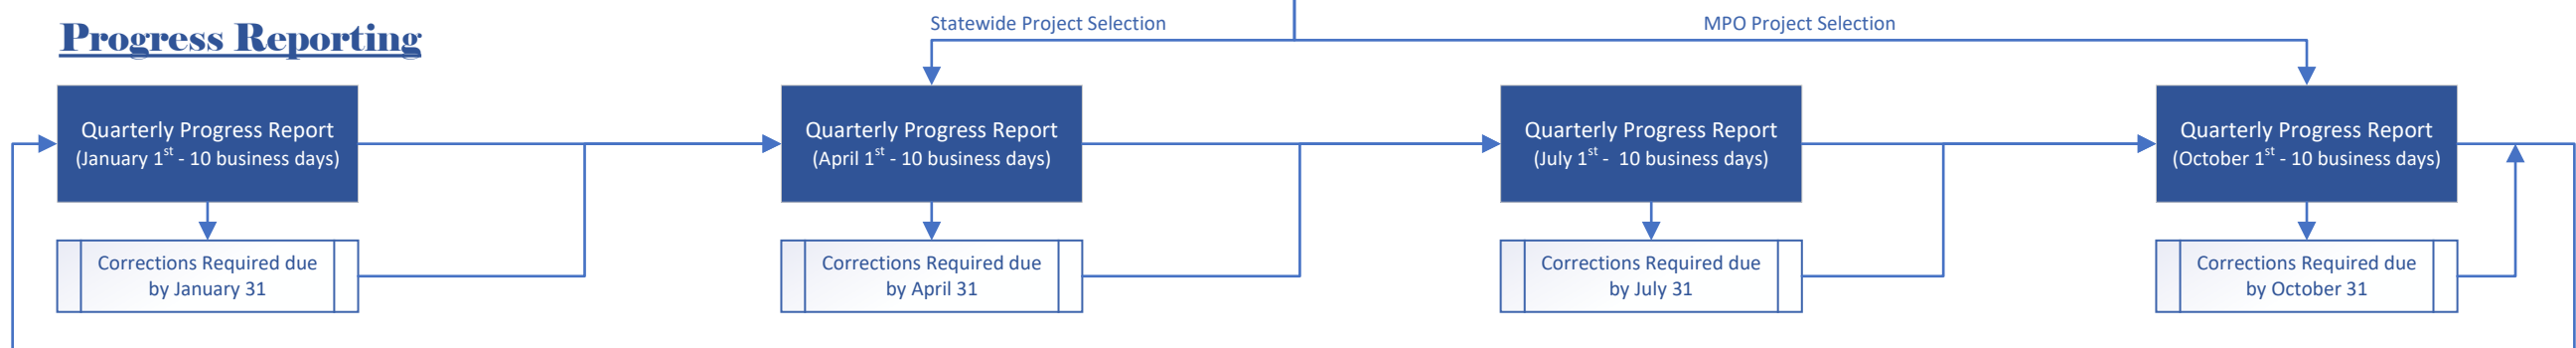 Progress Reporting
Statewide Project Selection
MPO Project Selection
Quarterly Progress Report
(January 1st - 10 business days)
Quarterly Progress Report
(April 1st - 10 business days)
Quarterly Progress Report
(July 1st -  10 business days)
Quarterly Progress Report
(October 1st - 10 business days)
Corrections Required due
by January 31
Corrections Required due
by April 31
Corrections Required due
by July 31
Corrections Required due
by October 31